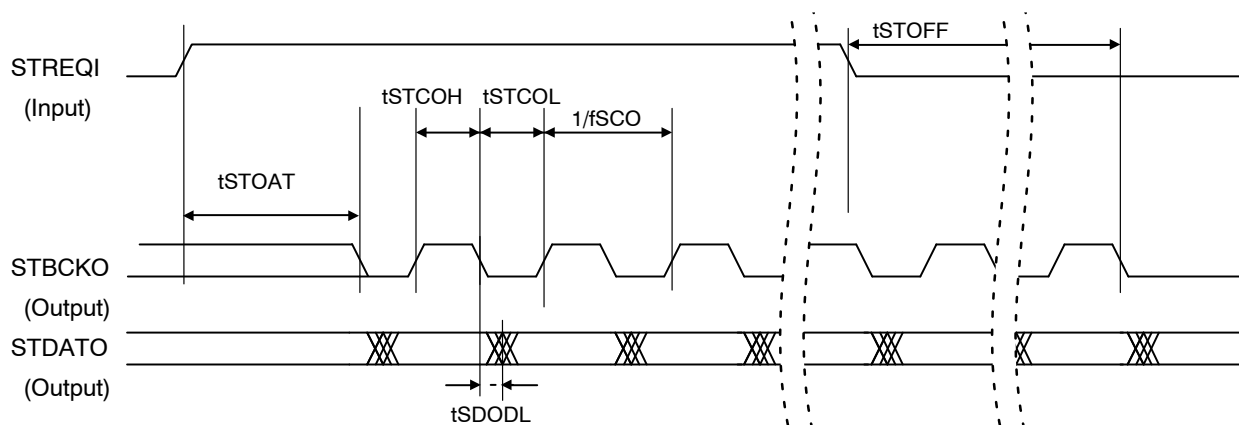 tSTOFF
STREQI
(Input)
tSTCOH
tSTCOL
1/fSCO
tSTOAT
STBCKO
(Output)
STDATO
(Output)
tSDODL